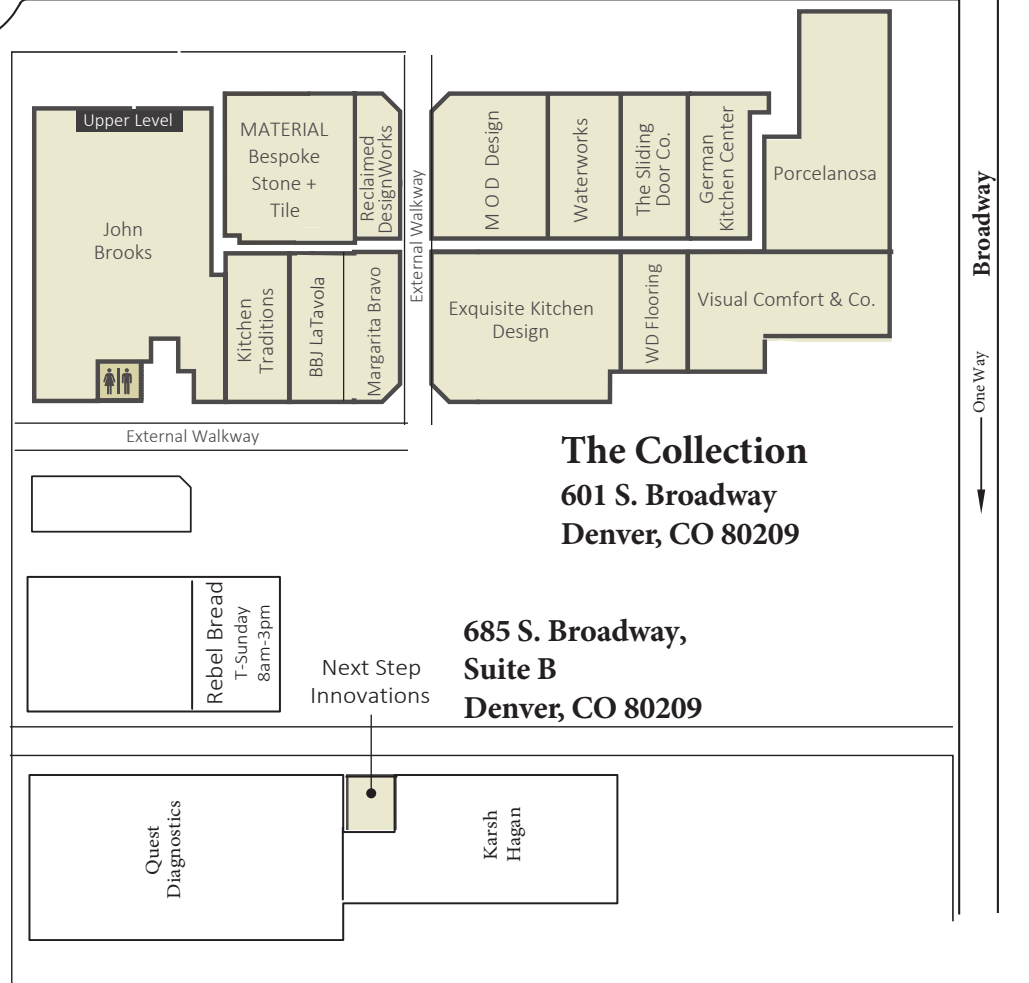 Upper Level
John
Brooks
MATERIAL
Bespoke
Stone +
Tile
Reclaimed
DesignWorks
External Walkway
MOD Design
Waterworks
The Sliding
Door Co.
German
Kitchen Center
Porcelanosa
Broadway
Kitchen
Traditions
BBJ LaTavola
Margarita Bravo
Exquisite Kitchen
Design
WD Flooring
Visual Comfort & Co.
One Way
External Walkway
The Collection
601 S. Broadway
Denver, CO 80209
Rebel Bread
T-Sunday
8am-3pm
Next Step
Innovations
685 S. Broadway,
Suite B
Denver, CO 80209
Quest
Diagnostics
Karsh
Hagan